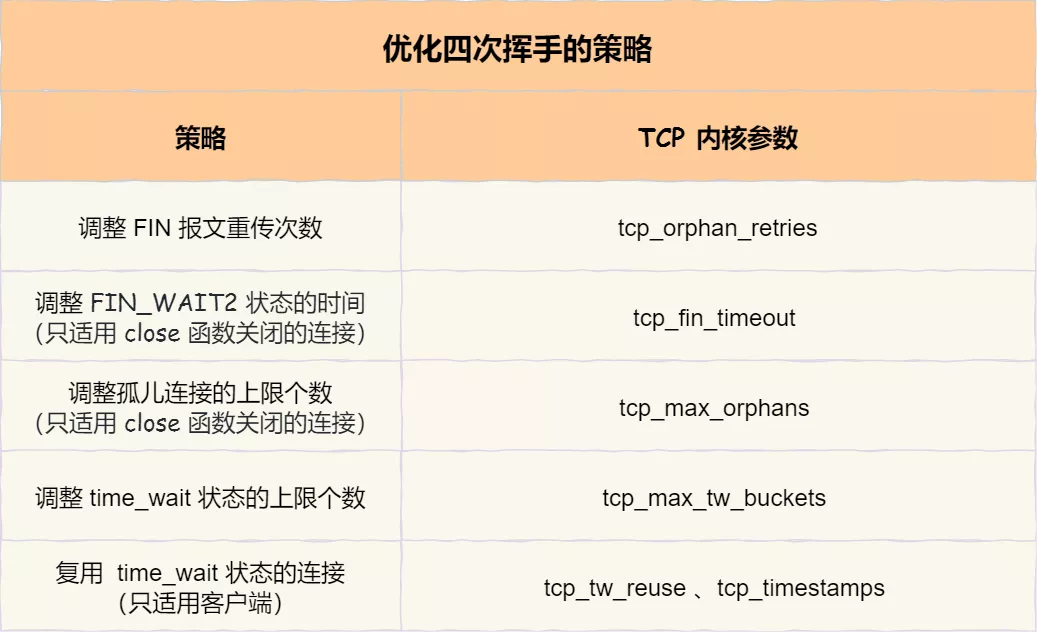 优化四次挥手的策略
策略
TCP 内核参数
调整 FIN 报文重传次数
tcp_orphan_retries
调整 FIN_WAIT2 状态的时间
（只适用 close 函数关闭的连接）
tcp_fin_timeout
调整孤儿连接的上限个数
（只适用 close 函数关闭的连接）
tcp_max_orphans
调整 time_wait 状态的上限个数
tcp_max_tw_buckets
复用 time_wait 状态的连接
（只适用客户端）
tcp_tw_reuse 、tcp_timestamps